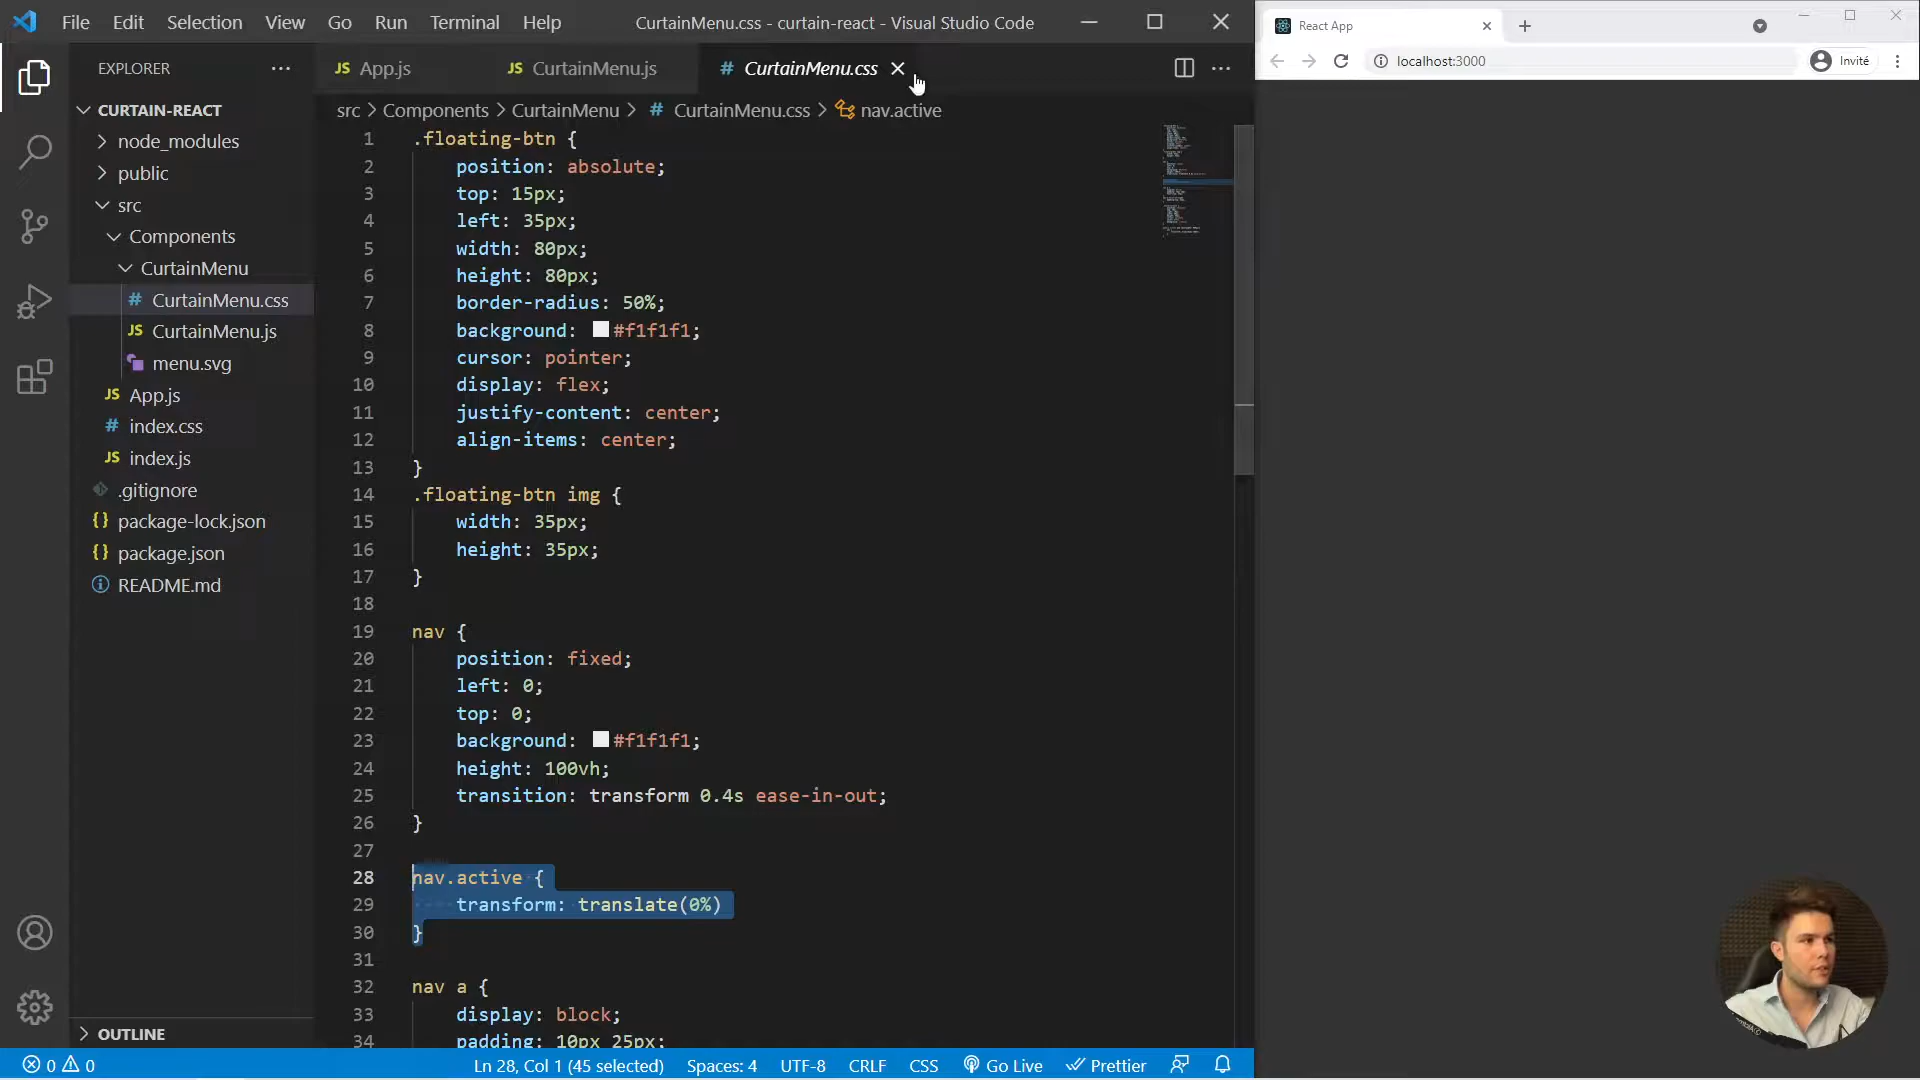 File Edit Selection View Go Run Terminal Help
CurtainMenu.css - curtain-react - Visual Studio Code
React App
localhost:3000
Invité
EXPLORER
JS App.js
JS CurtainMenu.js
# CurtainMenu.css
src > Components > CurtainMenu > # CurtainMenu.css > nav.active
CURTAIN-REACT
node_modules
public
src
Components
CurtainMenu
# CurtainMenu.css
JS CurtainMenu.js
menu.svg
JS App.js
# index.css
JS index.js
.gitignore
{} package-lock.json
{} package.json
README.md
OUTLINE
1 .floating-btn {
2 position: absolute;
3 top: 15px;
4 left: 35px;
5 width: 80px;
6 height: 80px;
7 border-radius: 50%;
8 background: #f1f1f1;
9 cursor: pointer;
10 display: flex;
11 justify-content: center;
12 align-items: center;
13 }
14 .floating-btn img {
15 width: 35px;
16 height: 35px;
17 }
18
19 nav {
20 position: fixed;
21 left: 0;
22 top: 0;
23 background: #f1f1f1;
24 height: 100vh;
25 transition: transform 0.4s ease-in-out;
26 }
27
28 nav.active {
29 transform: translate(0%)
30 }
31
32 nav a {
33 display: block;
34 padding: 10px 25px;
0 0
Ln 28, Col 1 (45 selected)
Spaces: 4
UTF-8
CRLF
CSS
Go Live
Prettier